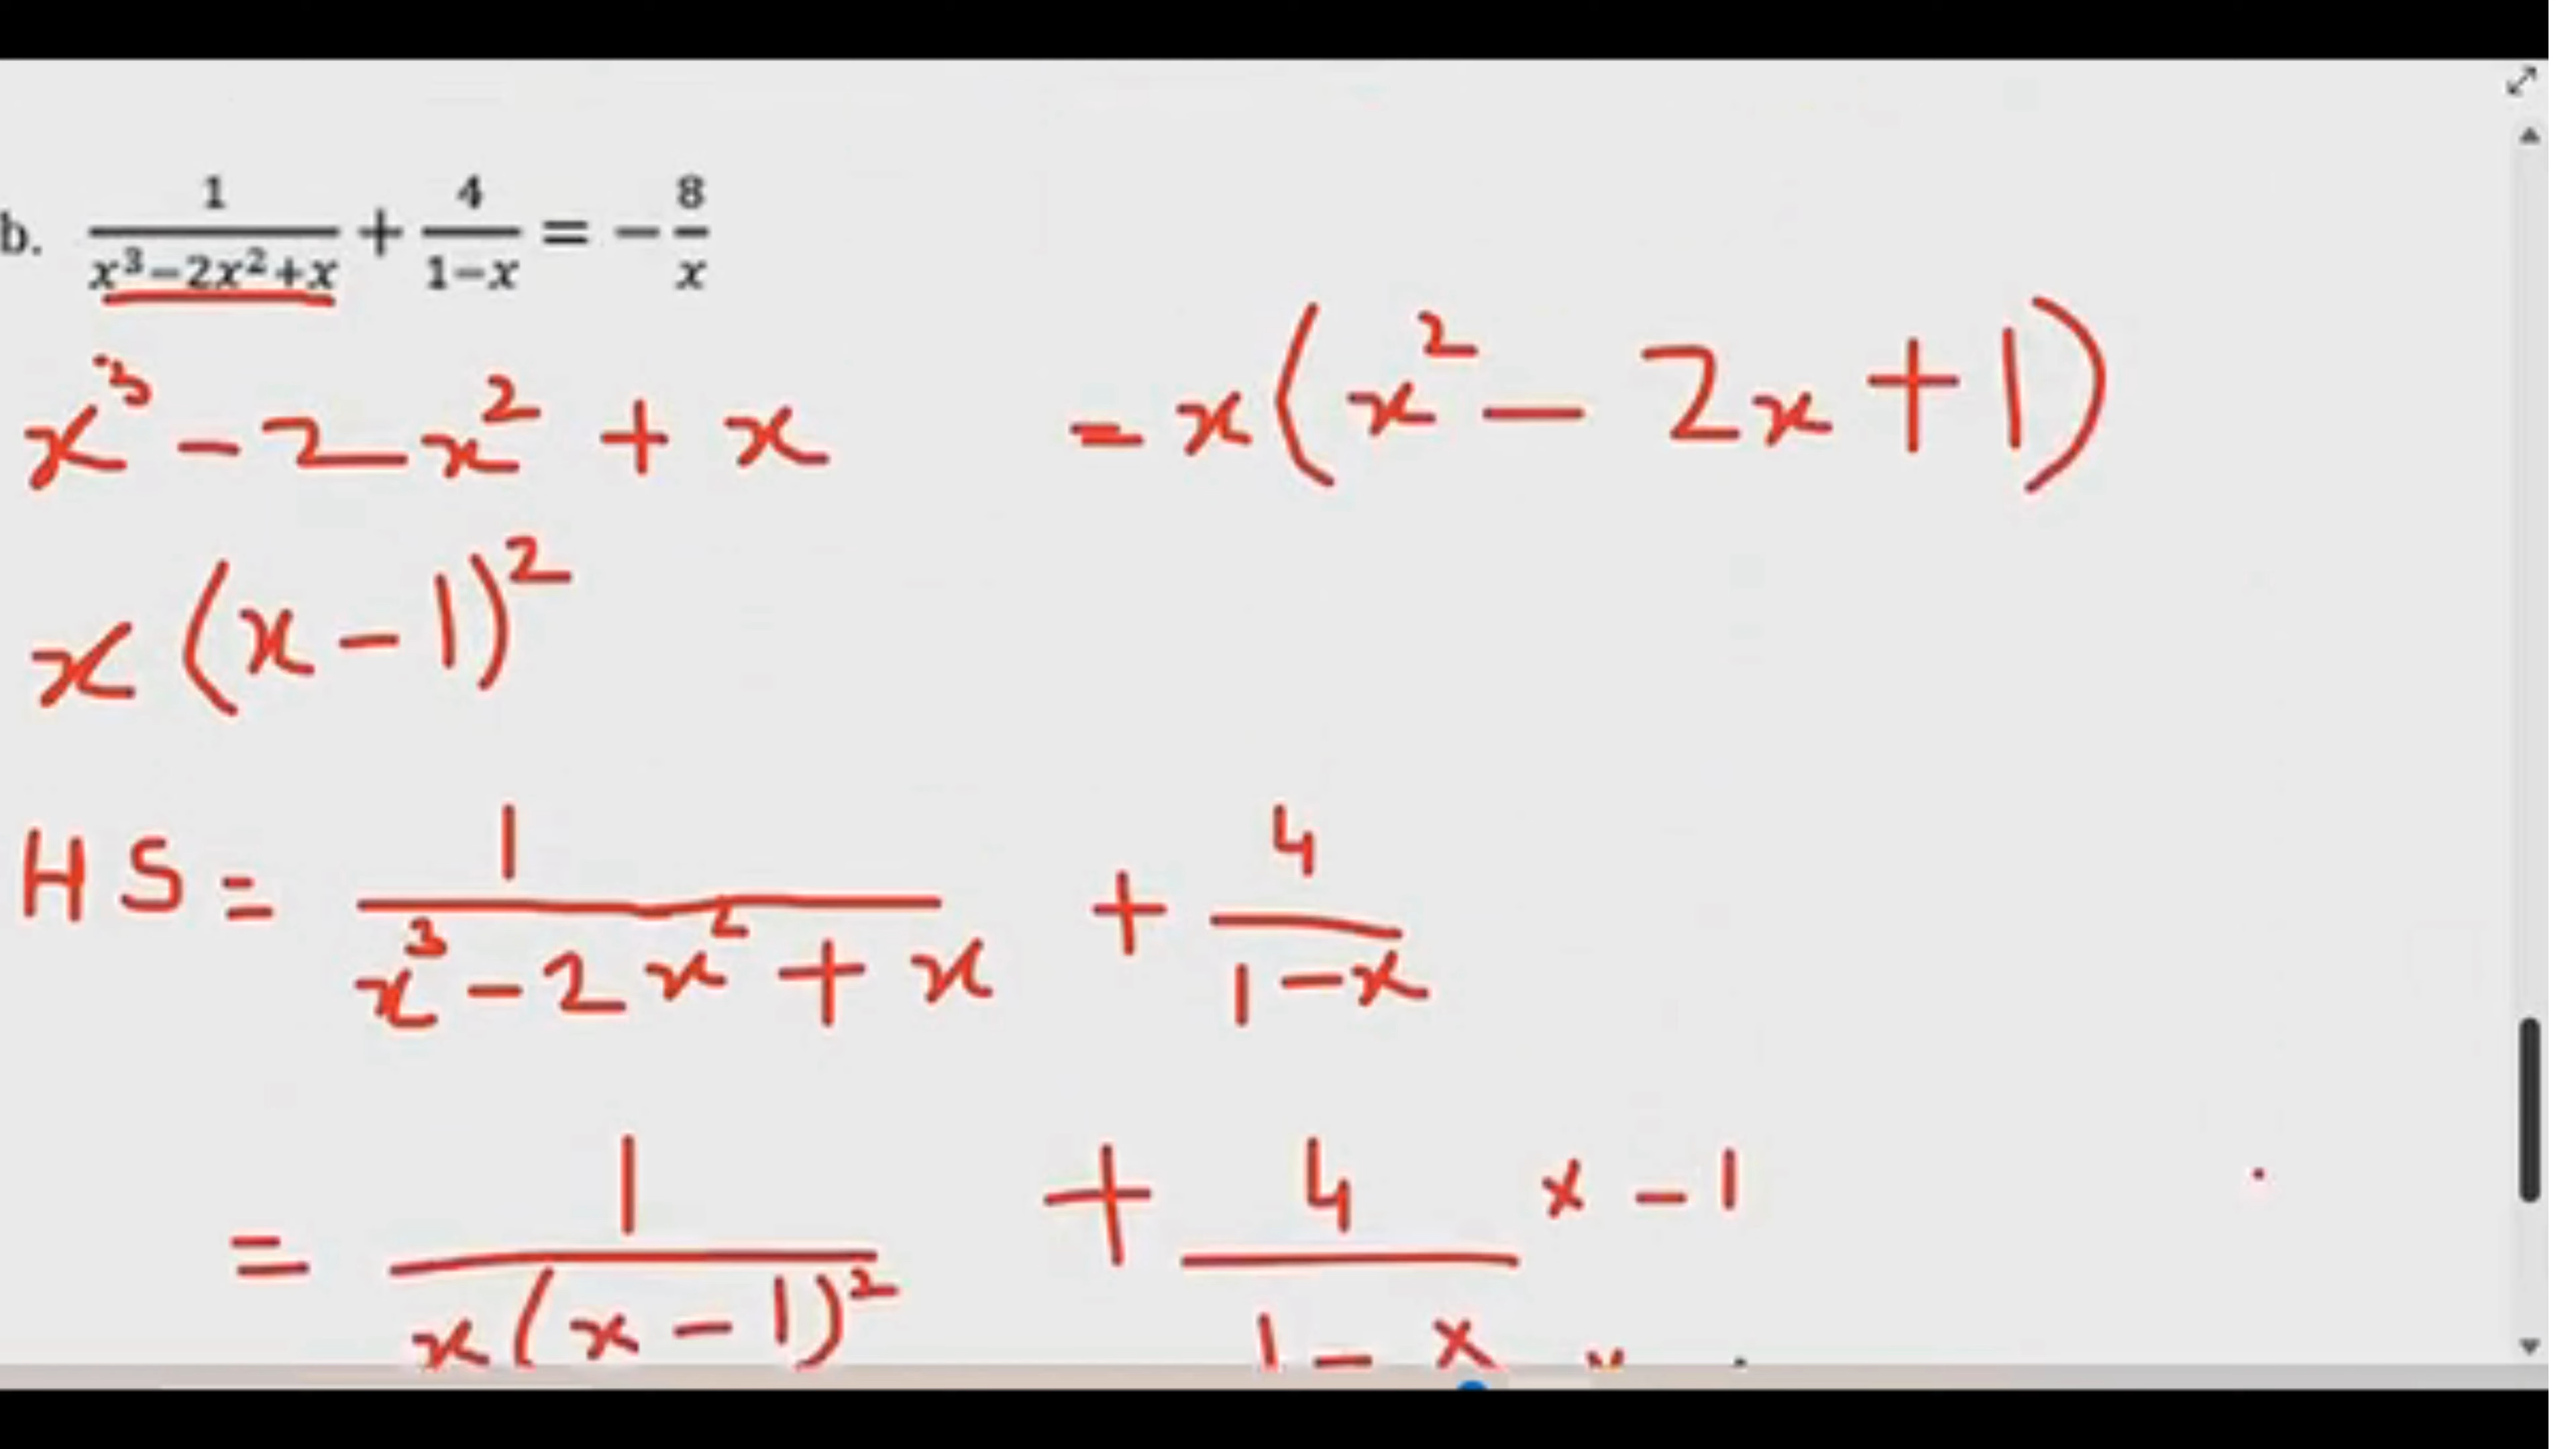 b. 1/(x³−2x²+x) + 4/(1−x) = −8/x
x³ − 2x² + x = x(x² − 2x + 1)
x(x − 1)²
HS = 1/(x³ − 2x² + x) + 4/(1 − x)
= 1/(x(x − 1)²) + 4 × − 1/(1 − x